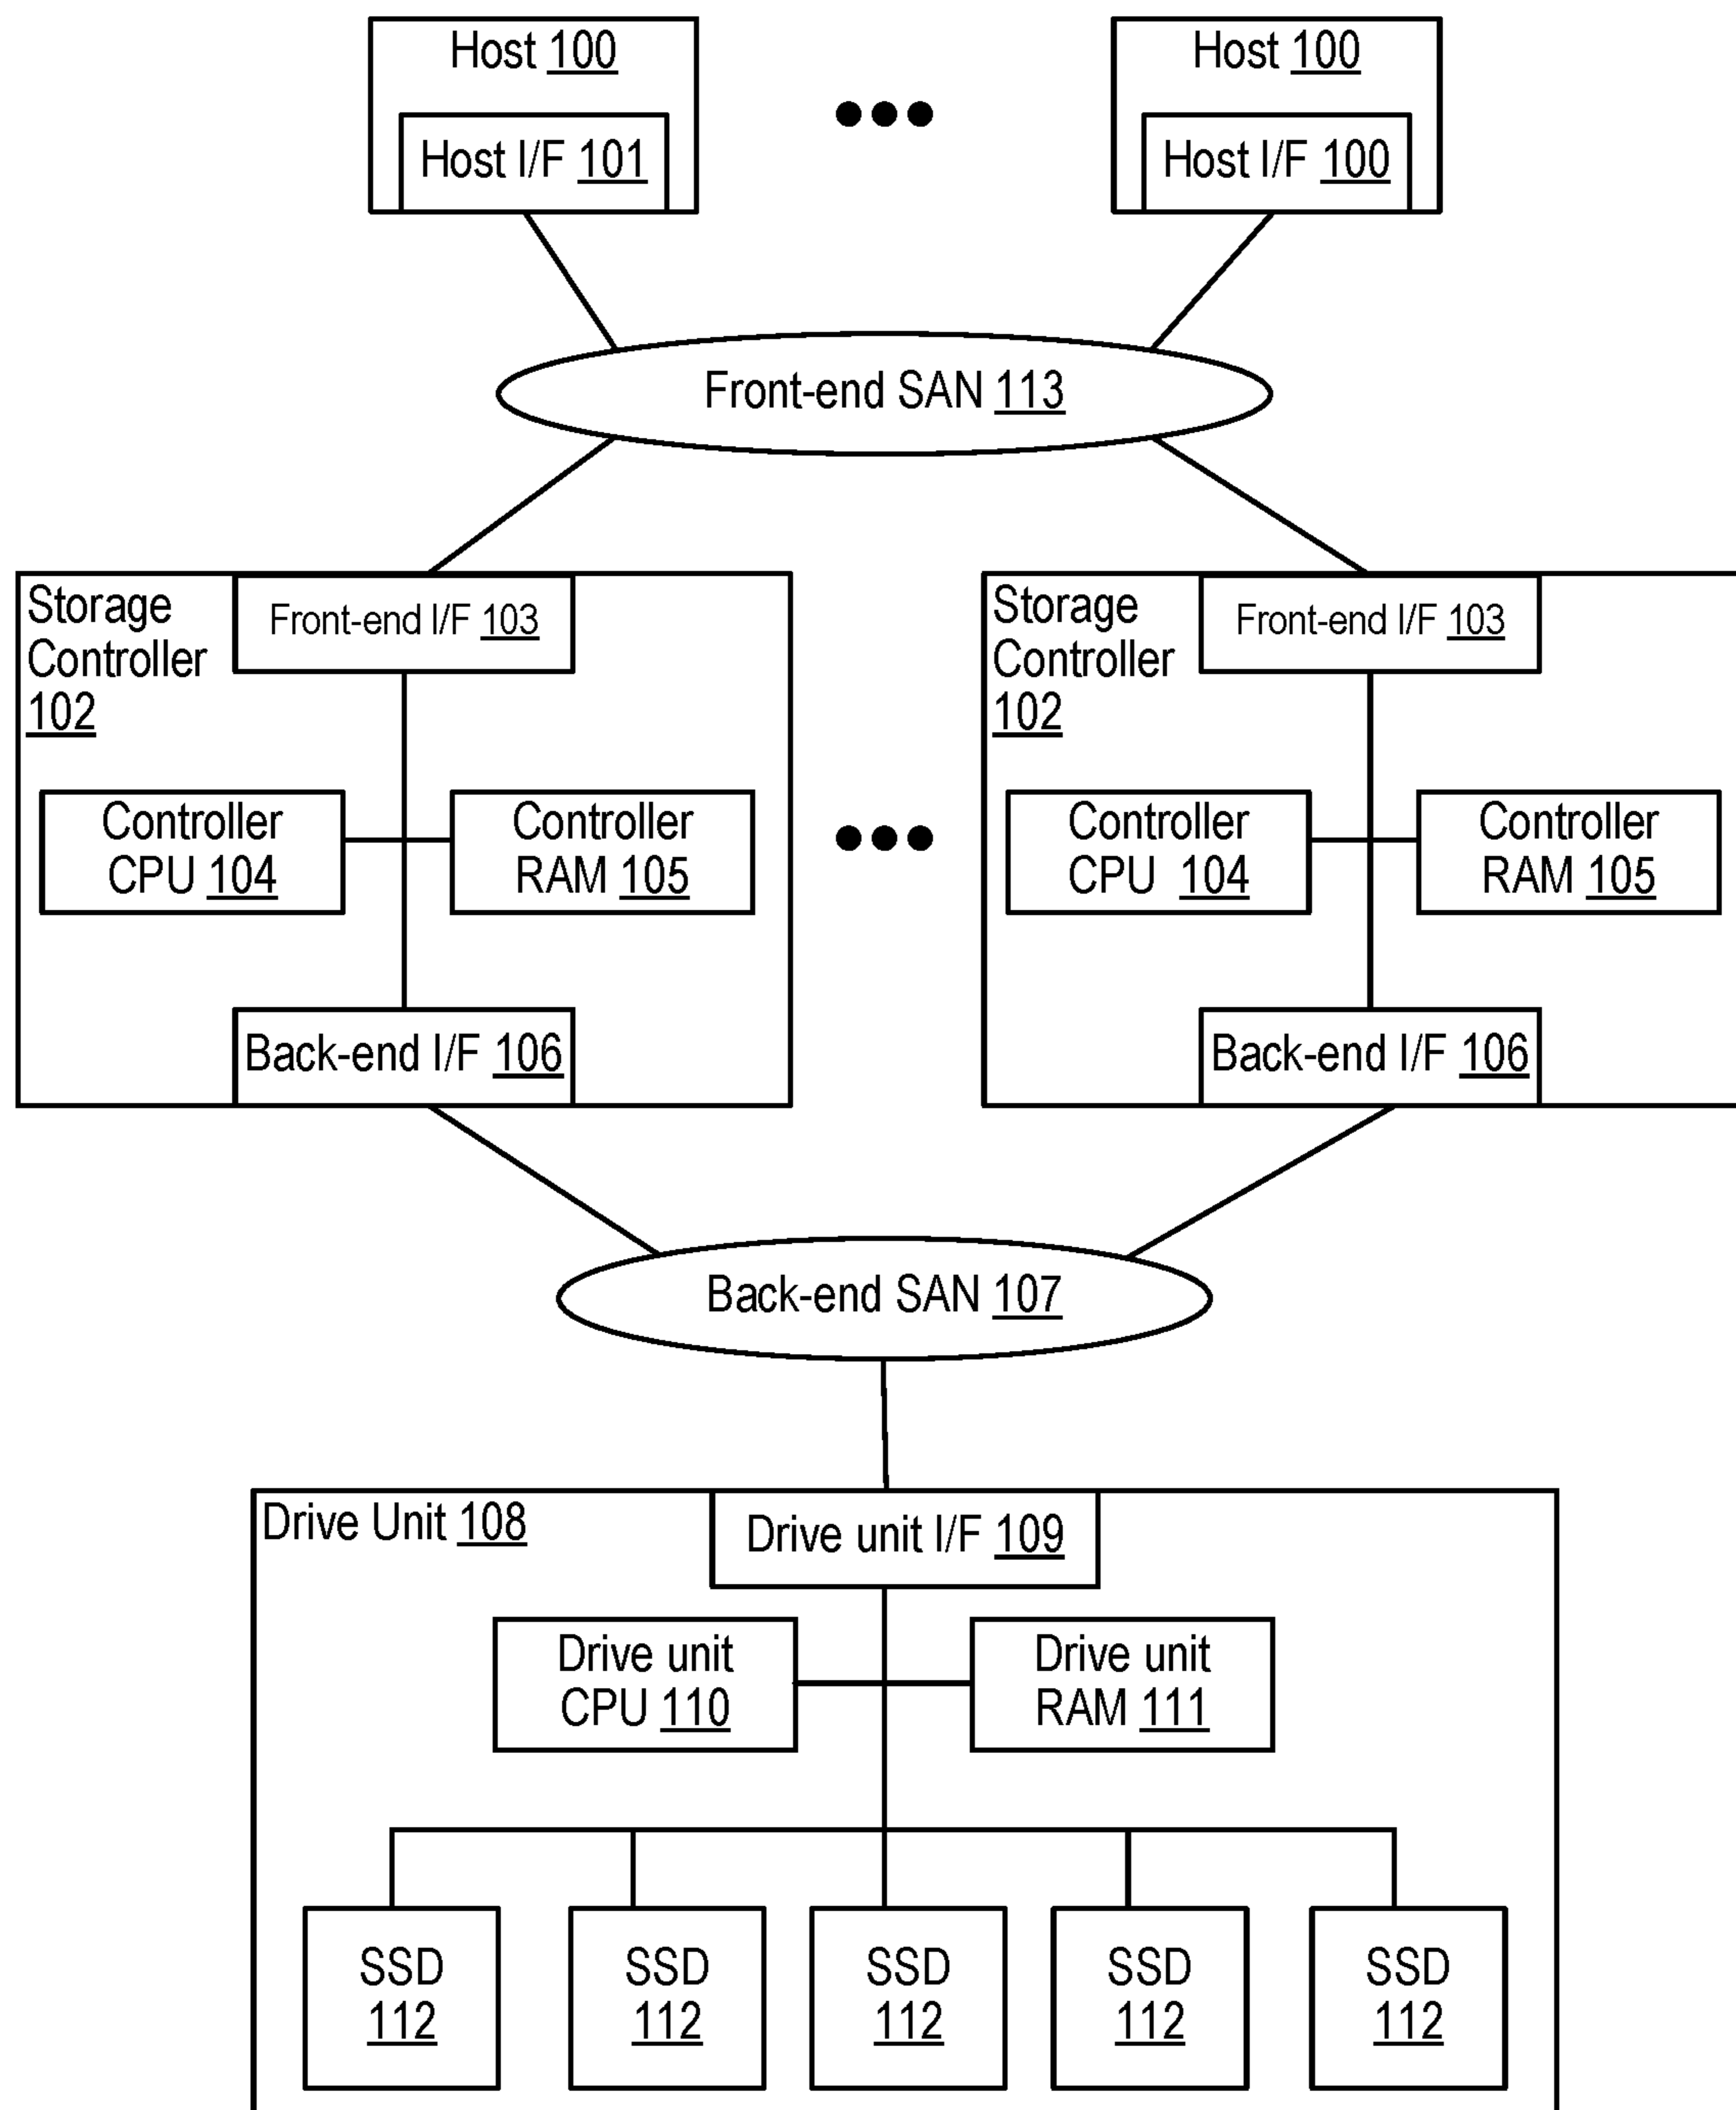 Host 100
Host I/F 101
Host 100
Host I/F 100
Front-end SAN 113
Storage
Controller
102
Front-end I/F 103
Controller
CPU 104
Controller
RAM 105
Back-end I/F 106
Storage
Controller
102
Front-end I/F 103
Controller
CPU 104
Controller
RAM 105
Back-end I/F 106
Back-end SAN 107
Drive Unit 108
Drive unit I/F 109
Drive unit
CPU 110
Drive unit
RAM 111
SSD
112
SSD
112
SSD
112
SSD
112
SSD
112